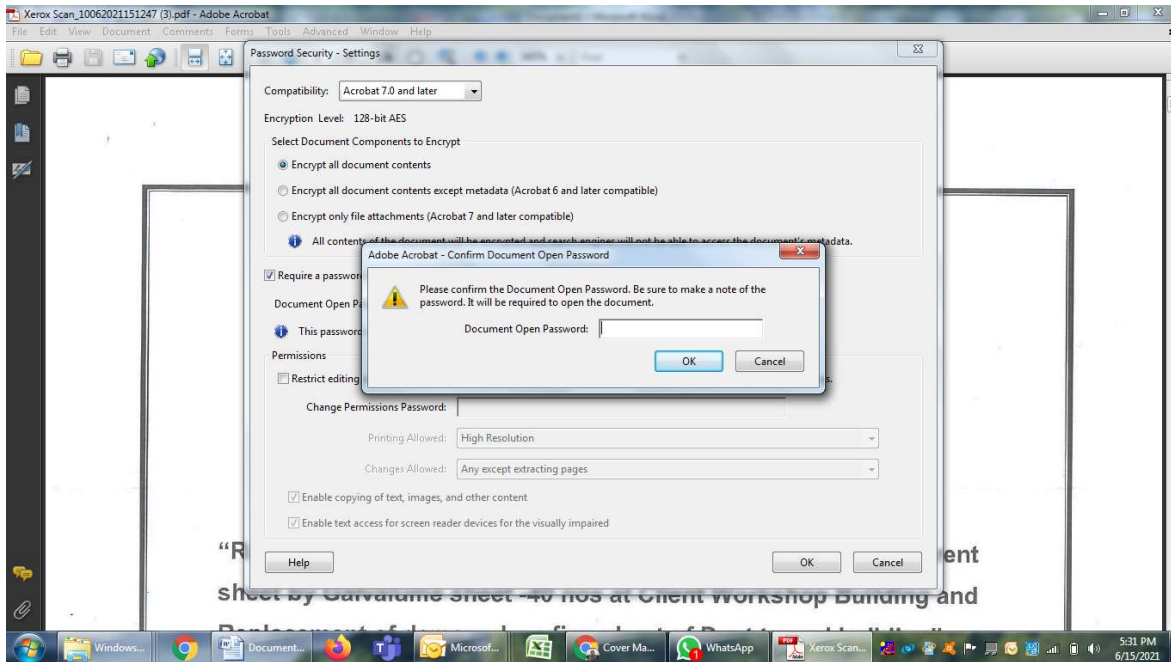 Xerox Scan_10062021151247 (3).pdf - Adobe Acrobat
File Edit View Document Comments Forms Tools Advanced Window Help
Password Security - Settings
Compatibility: Acrobat 7.0 and later
Encryption Level: 128-bit AES
Select Document Components to Encrypt
Encrypt all document contents
Encrypt all document contents except metadata (Acrobat 6 and later compatible)
Encrypt only file attachments (Acrobat 7 and later compatible)
All contents of the document will be encrypted and search engines will not be able to access the document's metadata.
Adobe Acrobat - Confirm Document Open Password
Require a password
Please confirm the Document Open Password. Be sure to make a note of the
password. It will be required to open the document.
Document Open Pa
Document Open Password:
This password
OK Cancel
Permissions
Restrict editing s.
Change Permissions Password:
Printing Allowed: High Resolution
Changes Allowed: Any except extracting pages
Enable copying of text, images, and other content
Enable text access for screen reader devices for the visually impaired
Help OK Cancel
“R ent
sheet by Galvalume sheet -40 nos at Client Workshop Building and
Windows... Document... Microsof... Cover Ma... WhatsApp Xerox Scan...
5:31 PM
6/15/2021